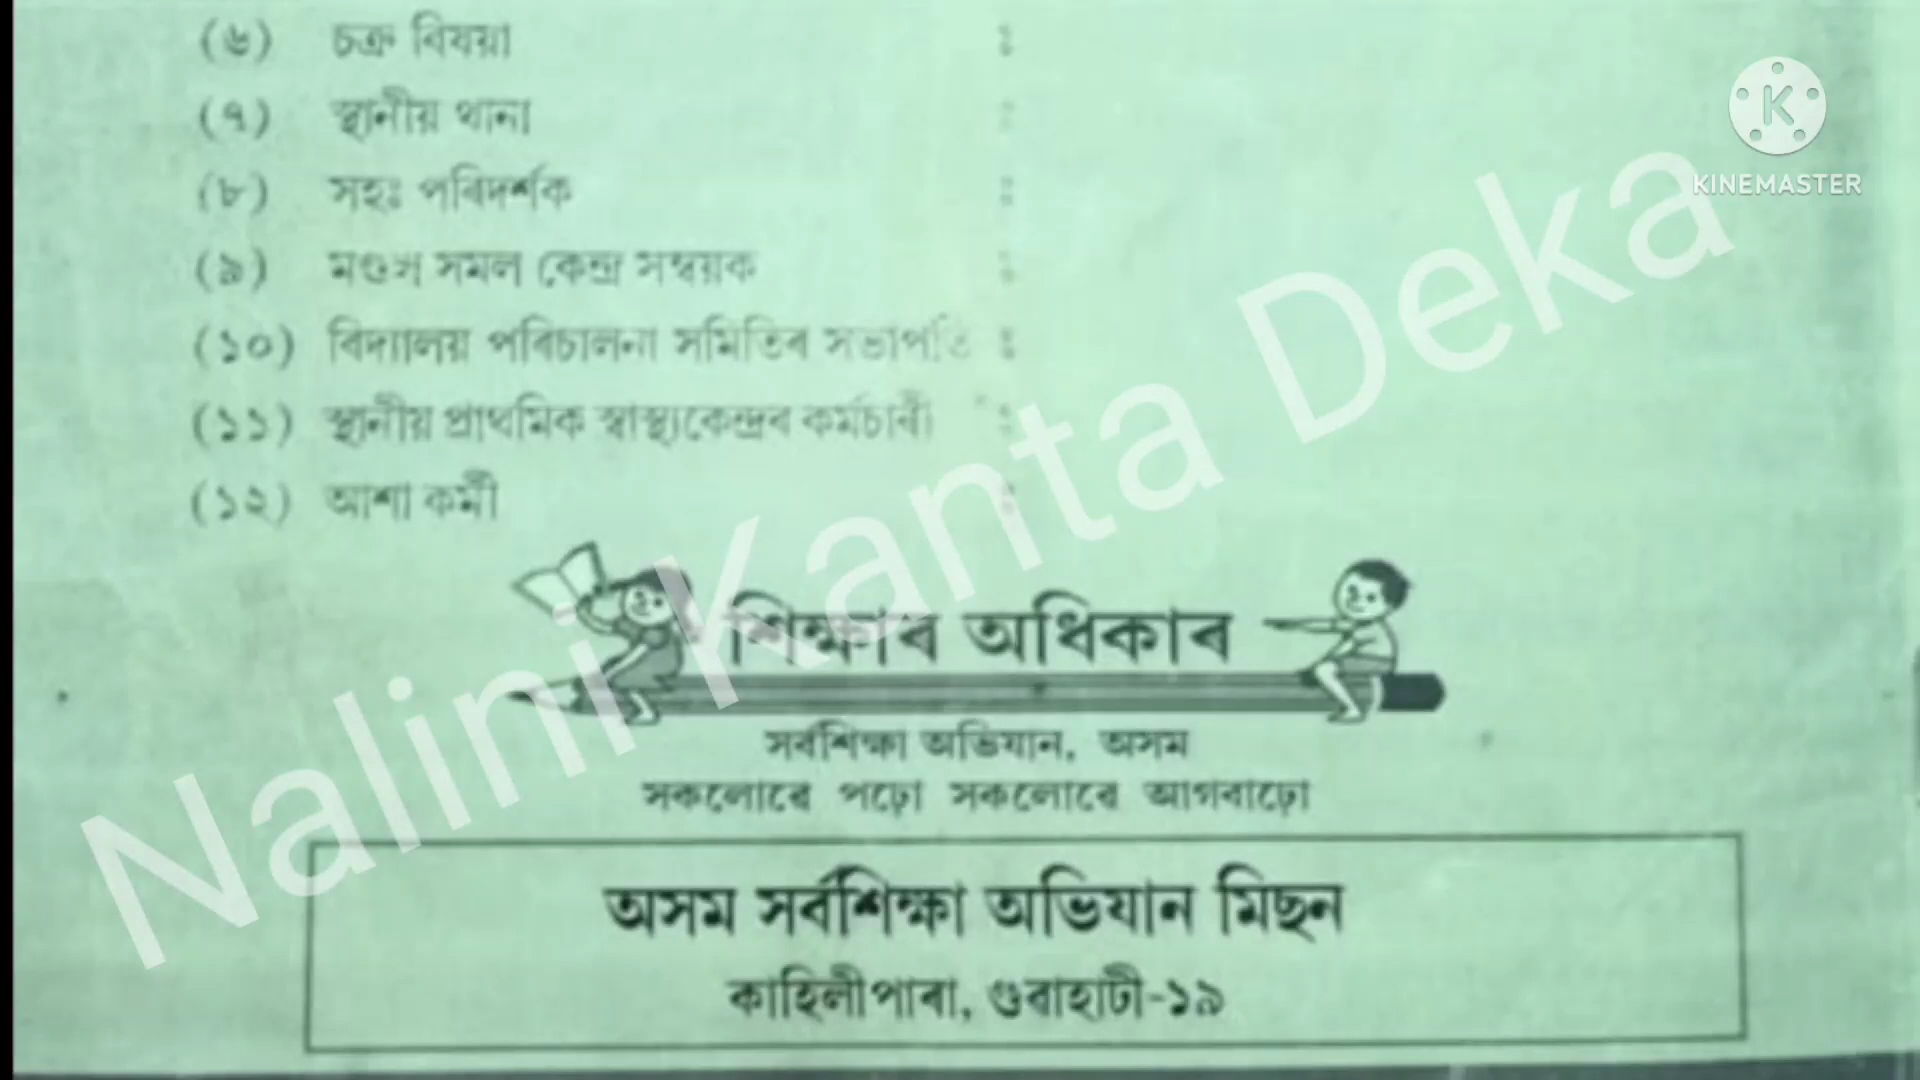 (৬) চক্ৰ বিষয়া :
(৭) স্থানীয় থানা :
(৮) সহঃ পৰিদৰ্শক :
(৯) মণ্ডল সমল কেন্দ্ৰ সমন্বয়ক :
(১০) বিদ্যালয় পৰিচালনা সমিতিৰ সভাপতি :
(১১) স্থানীয় প্ৰাথমিক স্বাস্থ্যকেন্দ্ৰৰ কৰ্মচাৰী :
(১২) আশা কৰ্মী :
শিক্ষাৰ অধিকাৰ
সৰ্বশিক্ষা অভিযান, অসম
সকলোৱে পঢ়ো সকলোৱে আগবাঢ়ো
অসম সৰ্বশিক্ষা অভিযান মিছন
কাহিলীপাৰা, গুৱাহাটী-১৯
Nalini Kanta Deka
KINEMASTER